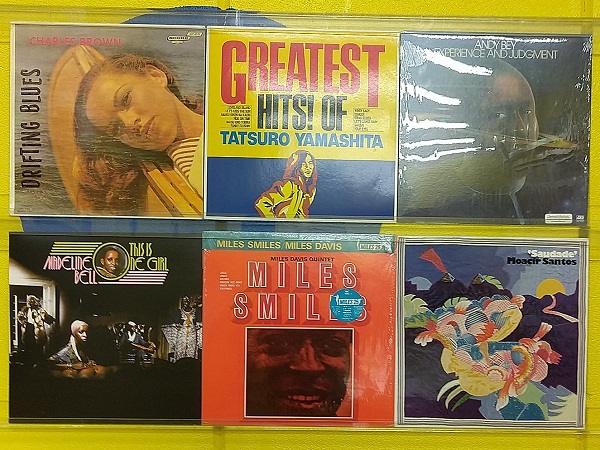 CHARLES BROWN
DRIFTING BLUES
GREATEST
HITS! OF
TATSURO YAMASHITA
ANDY BEY
EXPERIENCE AND JUDGMENT
MADELINE
BELL
THIS IS
ONE GIRL
MILES SMILES/MILES DAVIS
MILES DAVIS QUINTET
MILES
SMILES
'Saudade'
Moacir Santos